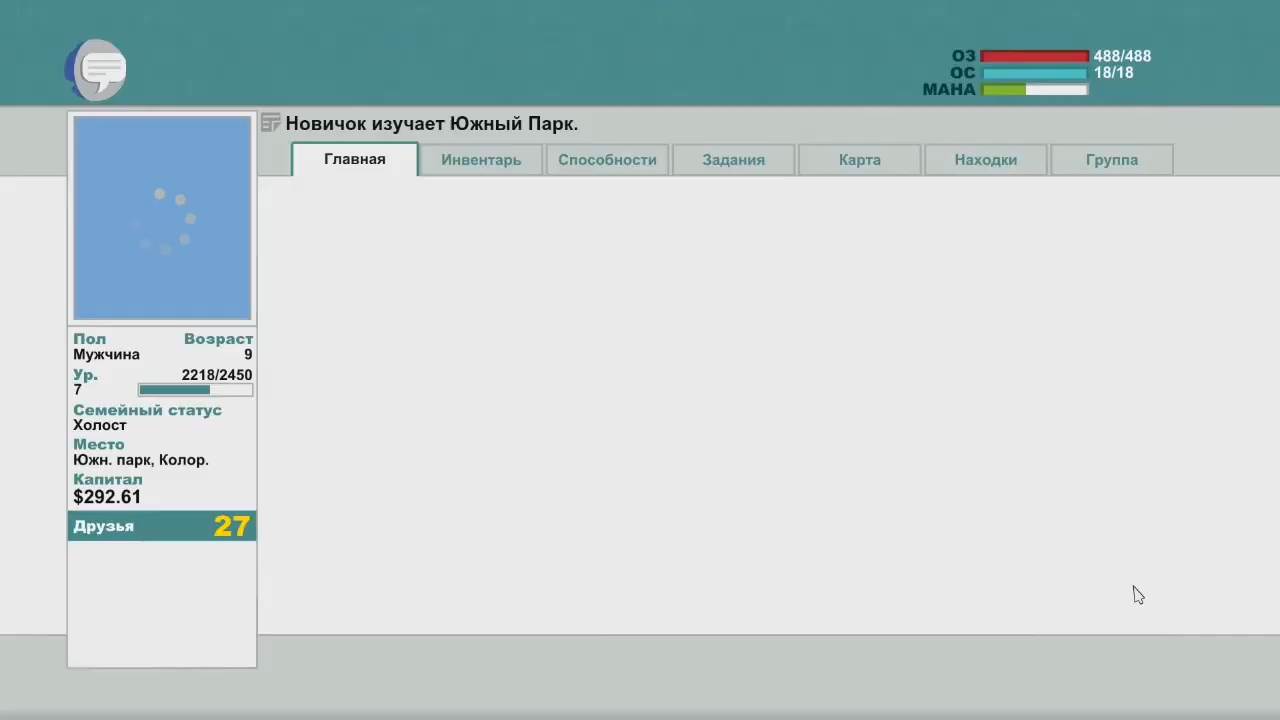 ОЗ 488/488
ОС 18/18
МАНА
Новичок изучает Южный Парк.
Главная Инвентарь Способности Задания Карта Находки Группа
Пол Возраст
Мужчина 9
Ур. 2218/2450
7
Семейный статус
Холост
Место
Южн. парк, Колор.
Капитал
$292.61
Друзья 27